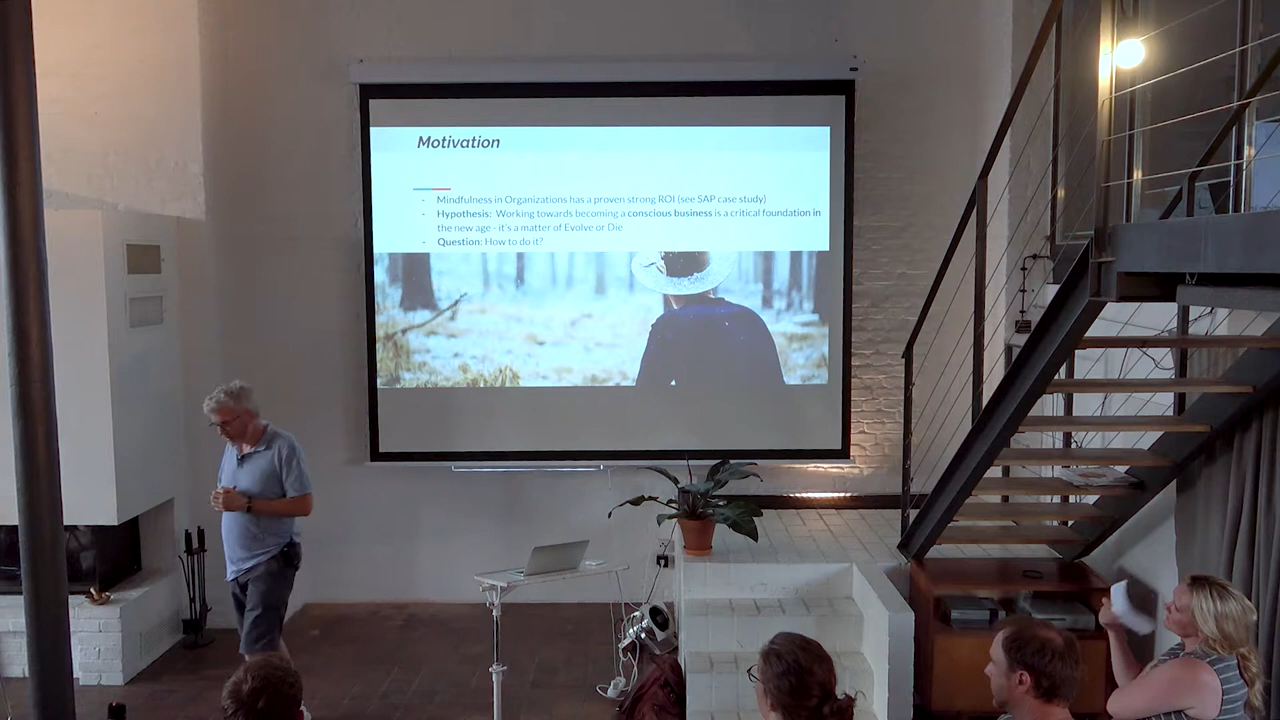 Motivation
- Mindfulness in Organizations has a proven strong ROI (see SAP case study)
- Hypothesis: Working towards becoming a conscious business is a critical foundation in
the new age - it's a matter of Evolve or Die
- Question: How to do it?